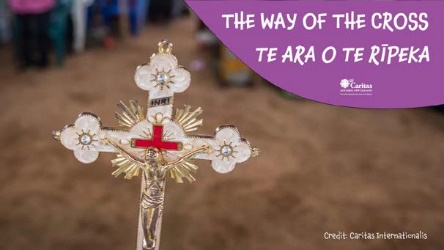 THE WAY OF THE CROSS
TE ARA O TE RĪPEKA
Caritas
INRI
Credit: Caritas Internationalis